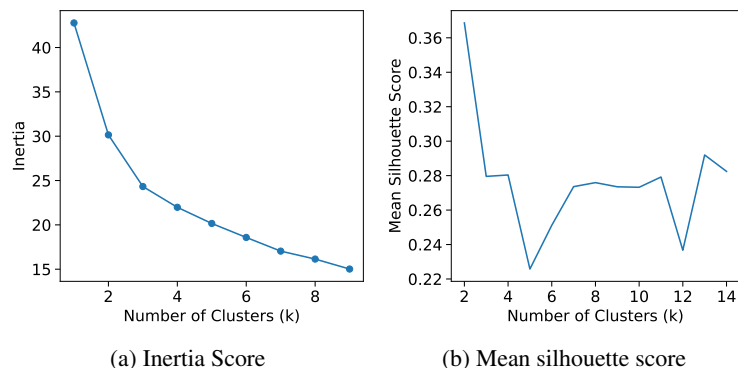 40
35
30
25
20
15
Inertia
2 4 6 8
Number of Clusters (k)
(a) Inertia Score
0.36
0.34
0.32
0.30
0.28
0.26
0.24
0.22
Mean Silhouette Score
2 4 6 8 10 12 14
Number of Clusters (k)
(b) Mean silhouette score